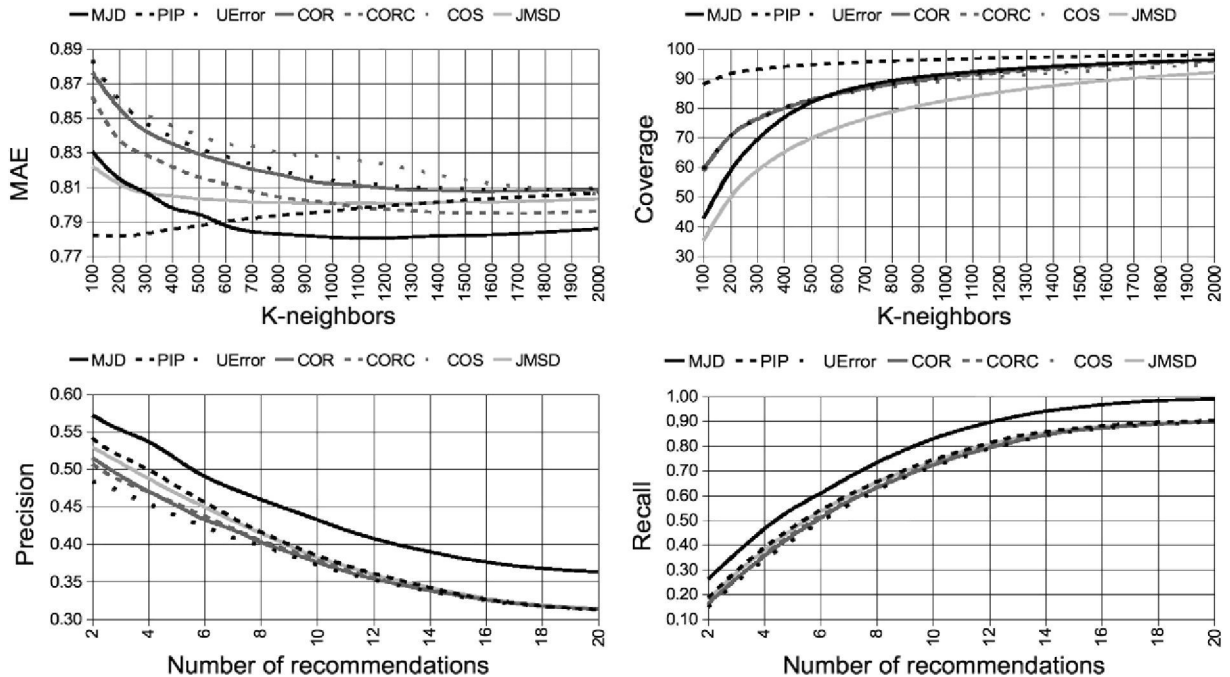 MJD PIP UError COR CORC COS JMSD
0.89
0.87
0.85
0.83
0.81
0.79
0.77
MAE
100 200 300 400 500 600 700 800 900 1000 1100 1200 1300 1400 1500 1600 1700 1800 1900 2000
K-neighbors
MJD PIP UError COR CORC COS JMSD
100
90
80
70
60
50
40
30
Coverage
100 200 300 400 500 600 700 800 900 1000 1100 1200 1300 1400 1500 1600 1700 1800 1900 2000
K-neighbors
MJD PIP UError COR CORC COS JMSD
0.60
0.55
0.50
0.45
0.40
0.35
0.30
Precision
2 4 6 8 10 12 14 16 18 20
Number of recommendations
MJD PIP UError COR CORC COS JMSD
1.00
0.90
0.80
0.70
0.60
0.50
0.40
0.30
0.20
0.10
Recall
2 4 6 8 10 12 14 16 18 20
Number of recommendations